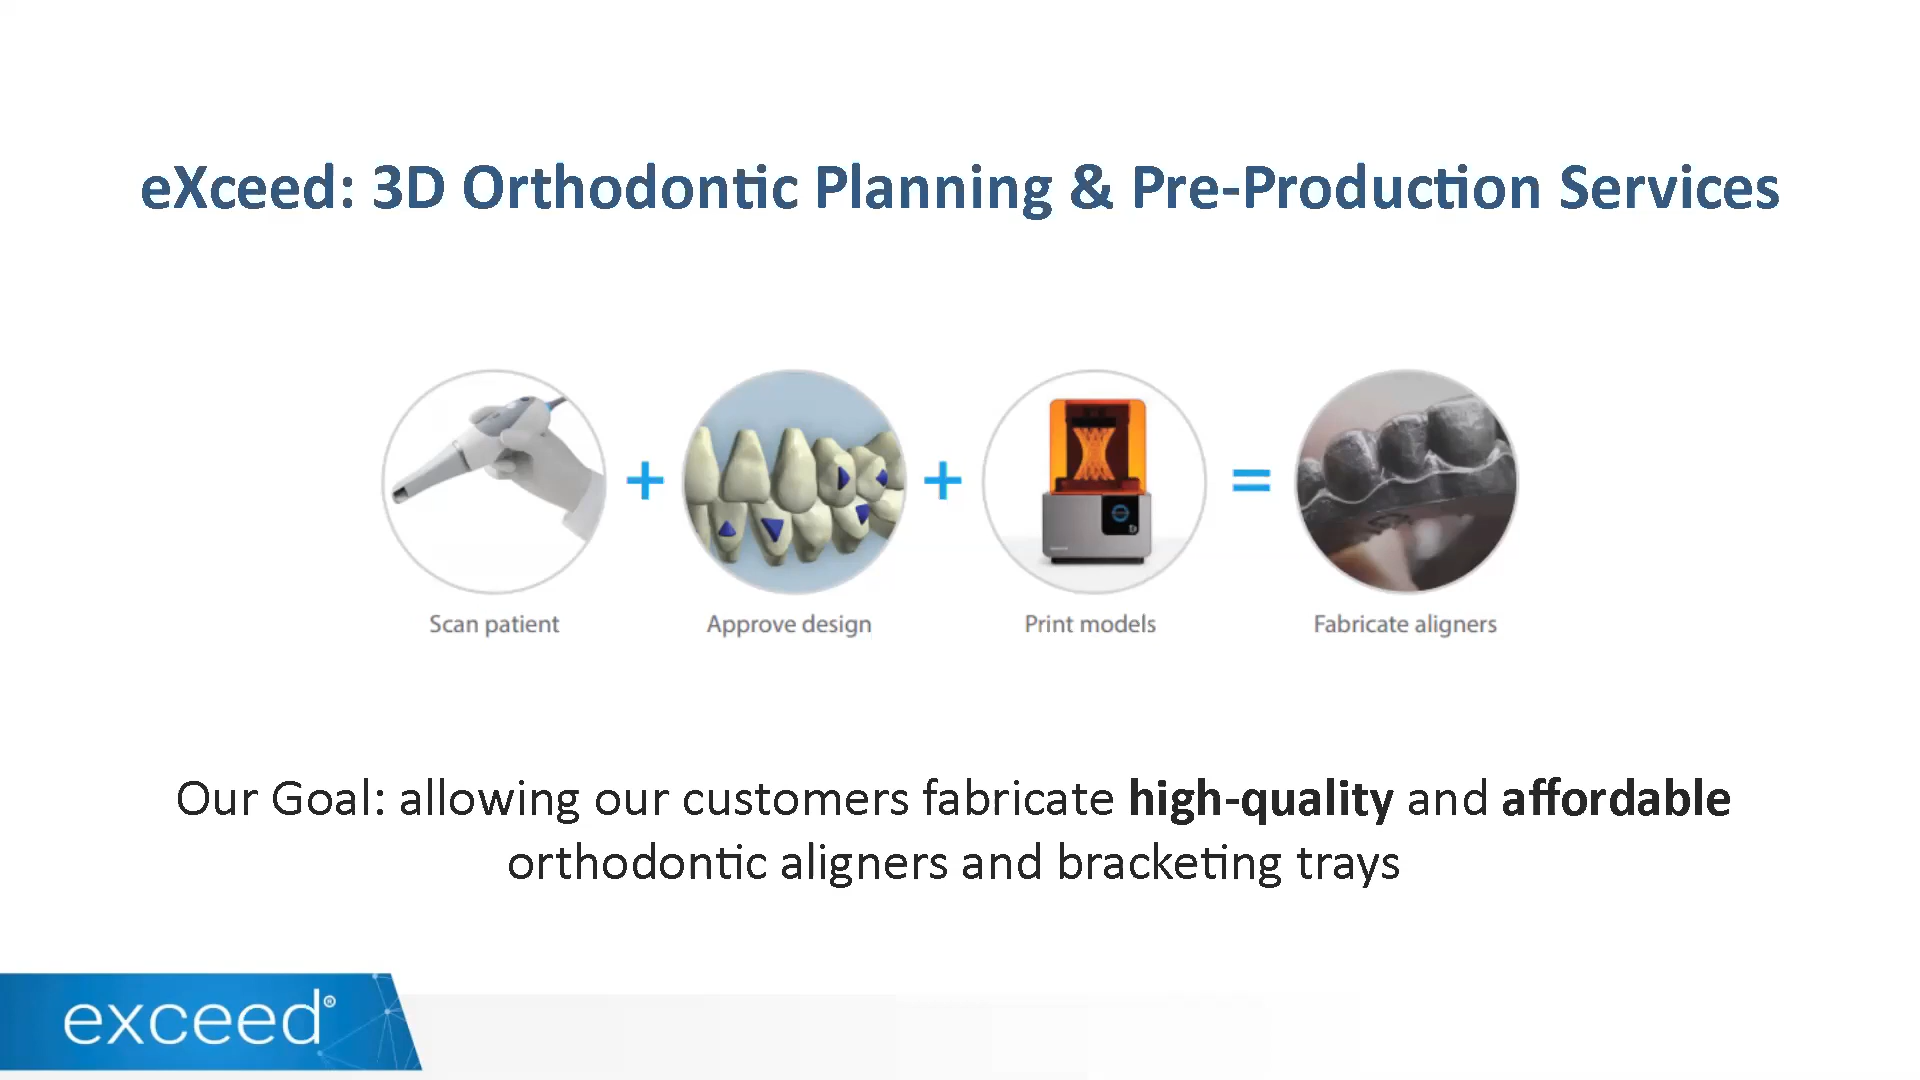 eXceed: 3D Orthodontic Planning & Pre-Production Services
+ + =
Scan patient Approve design Print models Fabricate aligners
Our Goal: allowing our customers fabricate high-quality and affordable
orthodontic aligners and bracketing trays
exceed®